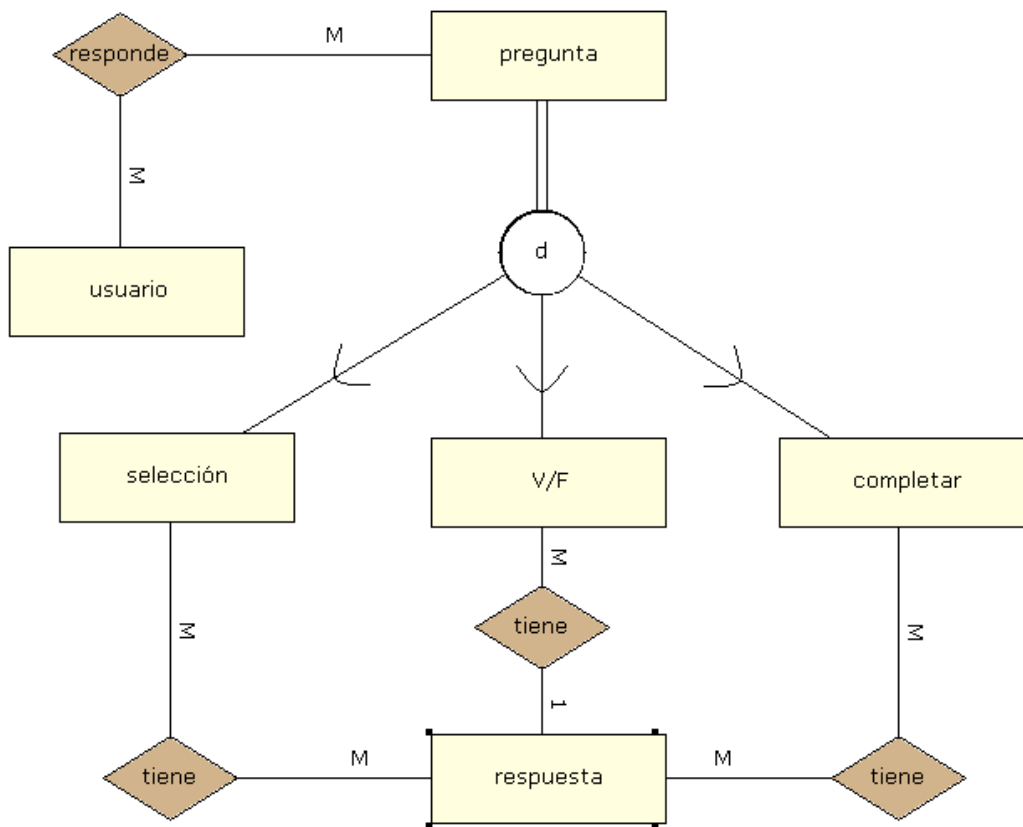 M
responde
pregunta
M
d
usuario
selección
V/F
completar
M
M
M
tiene
1
M
M
tiene
respuesta
tiene